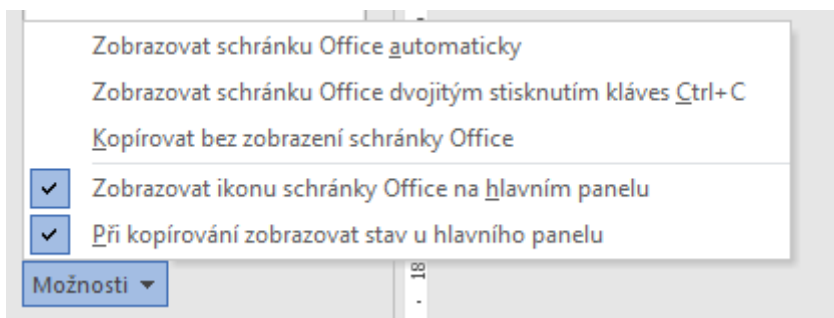 Zobrazovat schránku Office automaticky
Zobrazovat schránku Office dvojitým stisknutím kláves Ctrl+C
Kopírovat bez zobrazení schránky Office
Zobrazovat ikonu schránky Office na hlavním panelu
Při kopírování zobrazovat stav u hlavního panelu
Možnosti
18